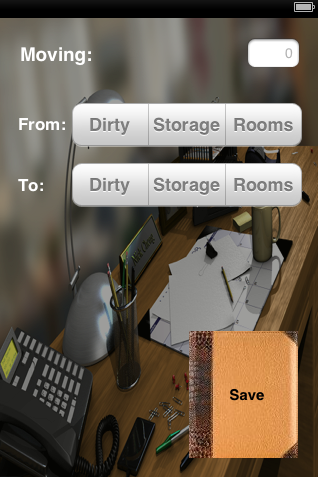 Moving: 0
From: Dirty Storage Rooms
To: Dirty Storage Rooms
Save